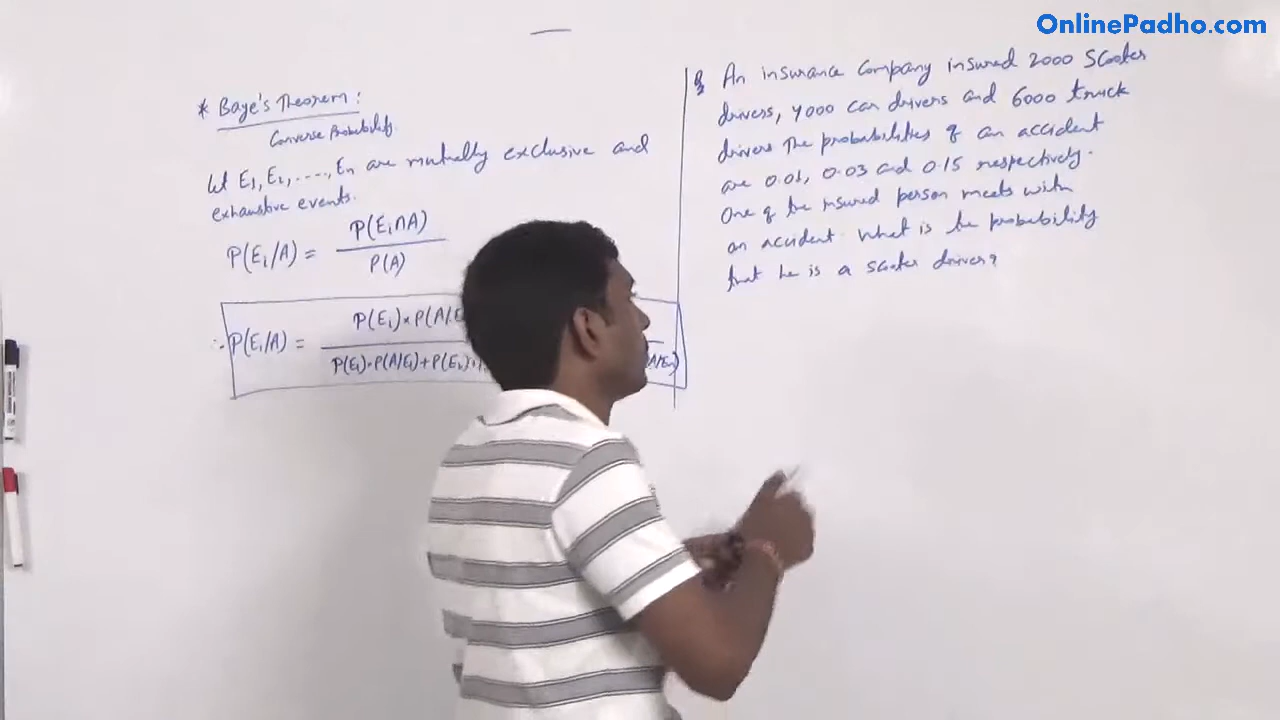 OnlinePadho.com
* Baye's Theorem :
Converse Probability.
Let E1, E2, ...., En are mutually exclusive and
exhaustive events.
P(E1/A) = P(E1∩A)
P(A)
∴ P(E1/A) = P(E1)×P(A/E
P(E1)×P(A/E1)+P(E2)× A/En)
Q An insurance company insured 2000 Scooter
drivers, 4000 car drivers and 6000 truck
drivers The probabilities of an accident
are 0.01, 0.03 and 0.15 respectively.
One of the insured person meets with
an accident. What is the probability
that he is a scooter driver?